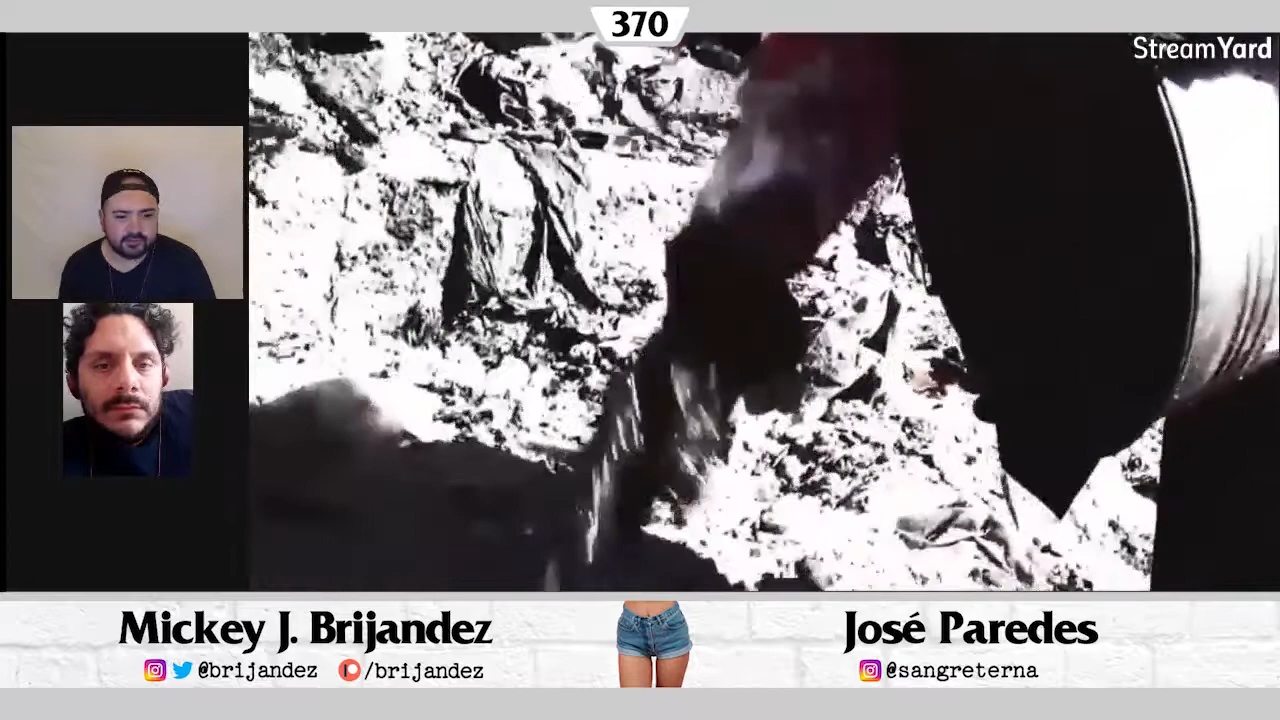 370
StreamYard
Mickey J. Brijandez
@brijandez /brijandez
José Paredes
@sangreterna